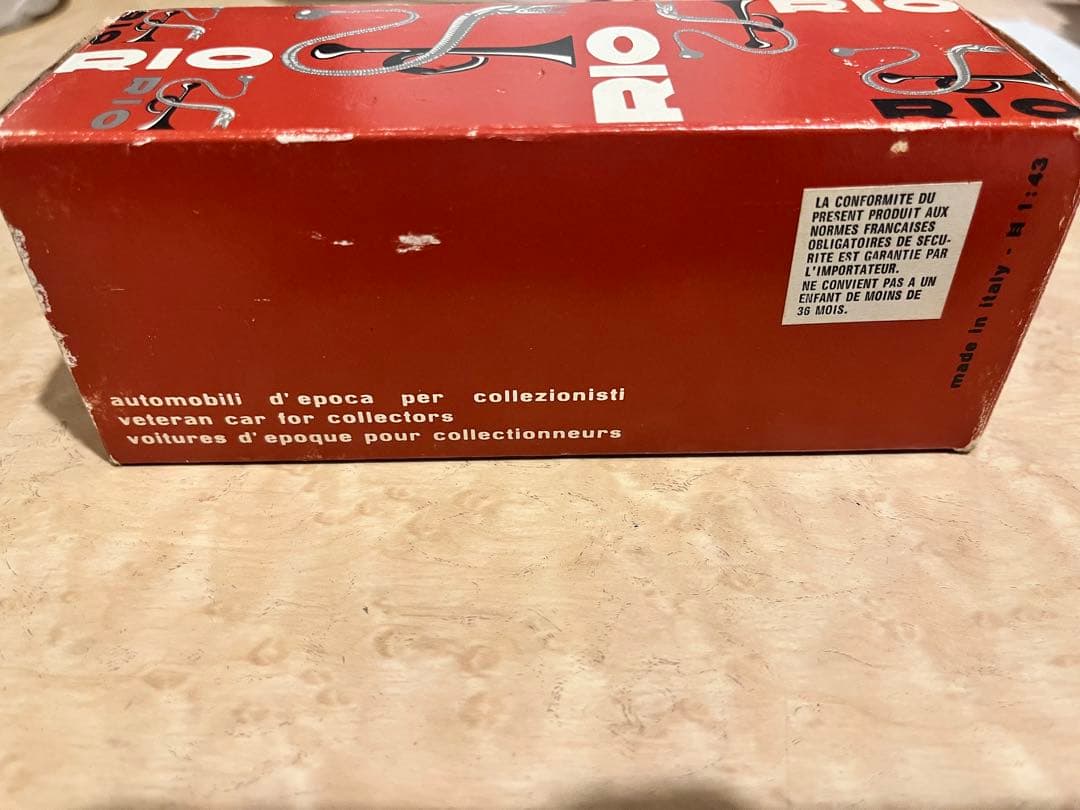 RIO
RIO
RIO
RIO
RIO
LA CONFORMITE DU
PRESENT PRODUIT AUX
NORMES FRANCAISES
OBLIGATOIRES DE SECU-
RITE EST GARANTIE PAR
L'IMPORTATEUR.
NE CONVIENT PAS A UN
ENFANT DE MOINS DE
36 MOIS.
made in italy - H 1:43
automobili d'epoca per collezionisti
veteran car for collectors
voitures d'epoque pour collectionneurs